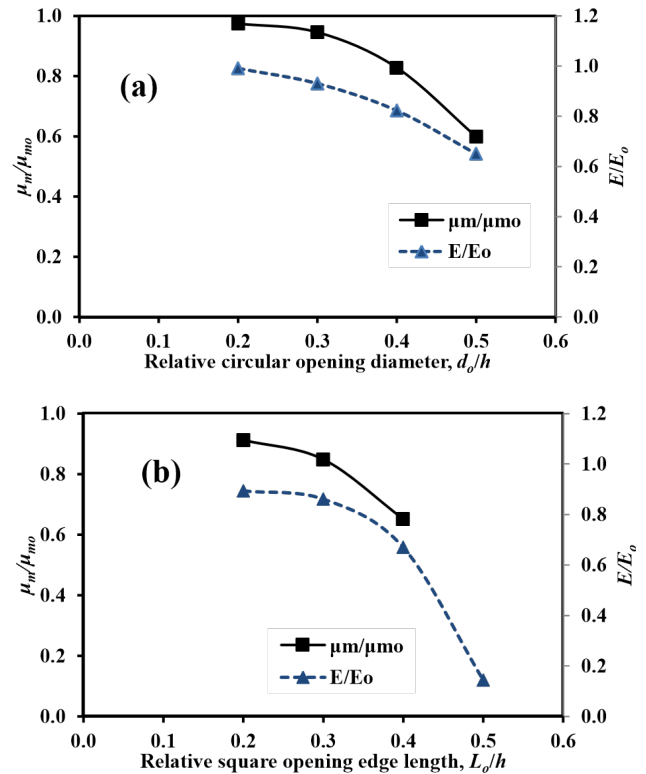 1.0 1.2
0.8 1.0
(a)
0.8
0.6
μm/μmo
0.6
E/Eo
0.4
μm/μmo
0.4
0.2
E/Eo
0.2
0.0 0.0
0.0 0.1 0.2 0.3 0.4 0.5 0.6
Relative circular opening diameter, do/h
1.0 1.2
1.0
0.8
(b)
0.8
0.6
μm/μmo
0.6
E/Eo
0.4
0.4
μm/μmo
0.2
E/Eo
0.2
0.0 0.0
0.0 0.1 0.2 0.3 0.4 0.5 0.6
Relative square opening edge length, Lo/h